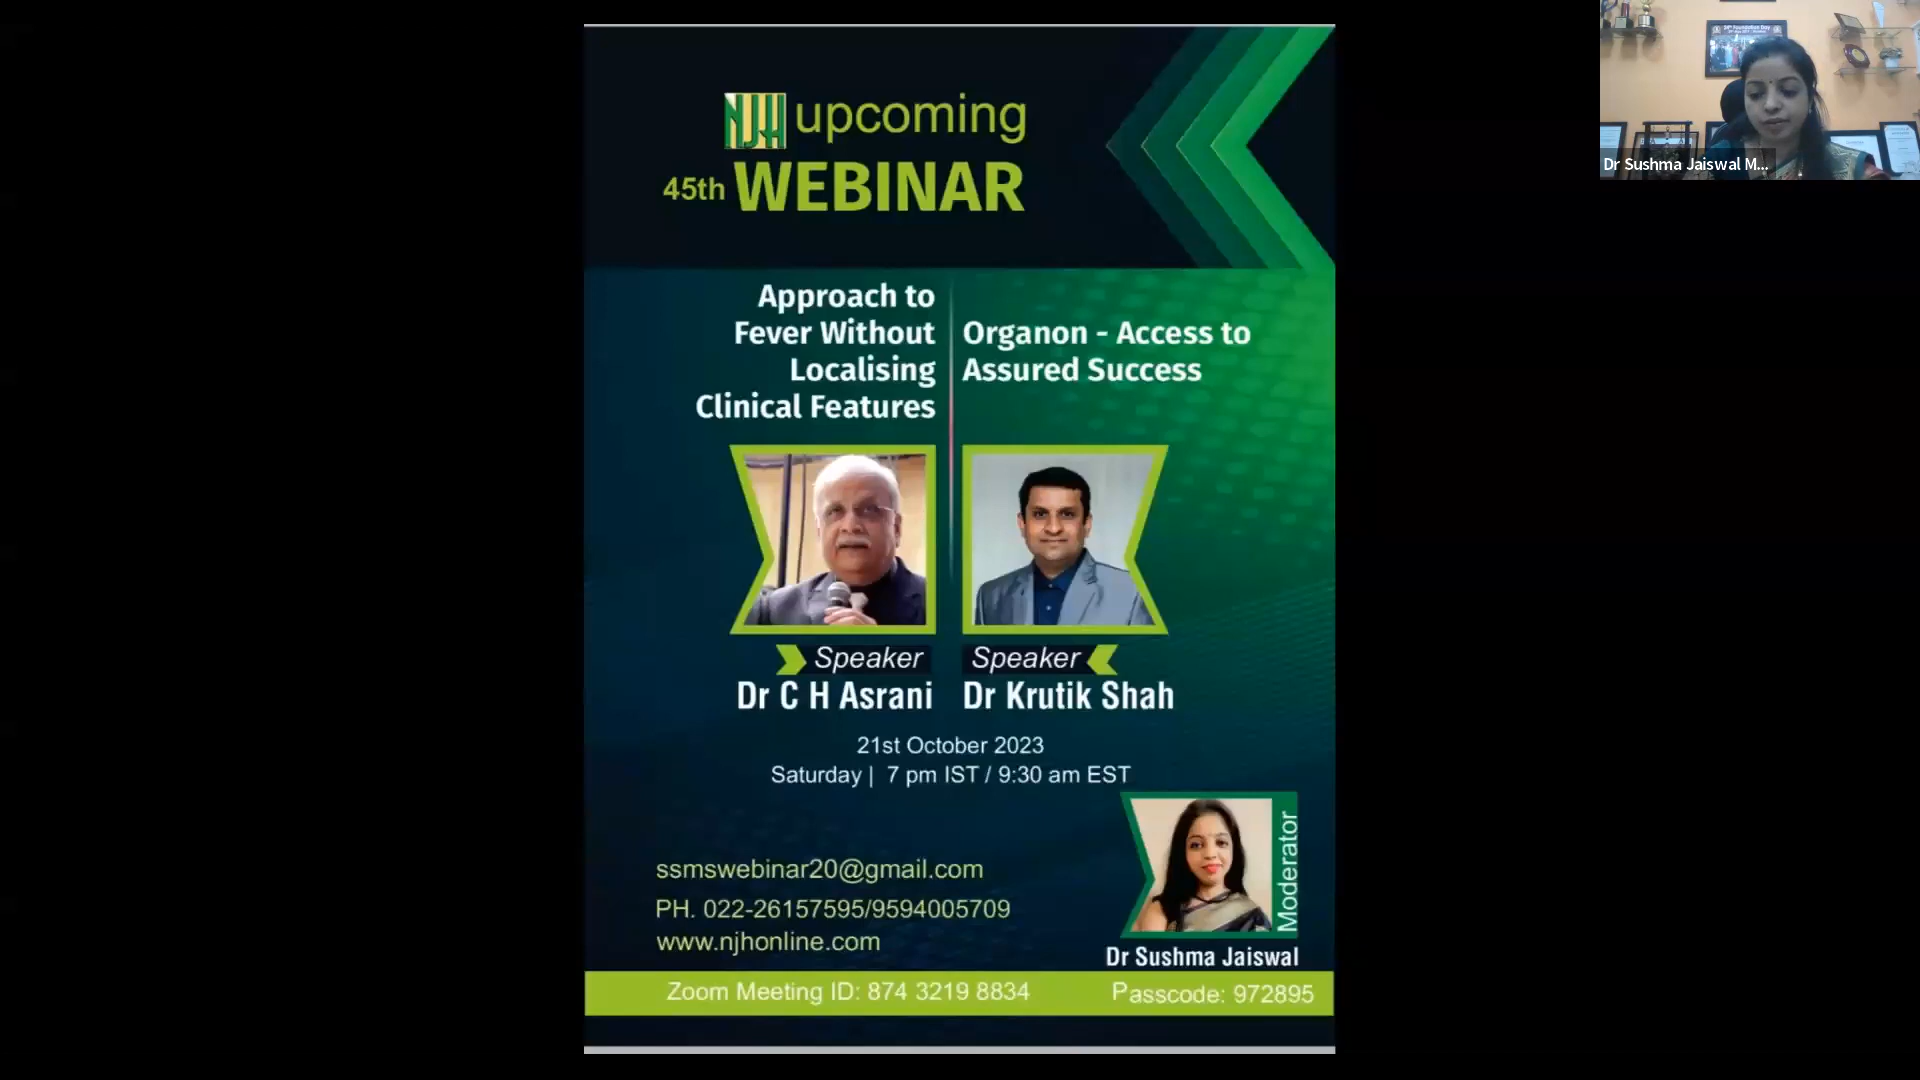 NJH upcoming
45th WEBINAR
Approach to
Fever Without
Localising
Clinical Features
Organon - Access to
Assured Success
Speaker
Dr C H Asrani
Speaker
Dr Krutik Shah
21st October 2023
Saturday | 7 pm IST / 9:30 am EST
ssmswebinar20@gmail.com
PH. 022-26157595/9594005709
www.njhonline.com
Moderator
Dr Sushma Jaiswal
Zoom Meeting ID: 874 3219 8834
Passcode: 972895
Dr Sushma Jaiswal M...